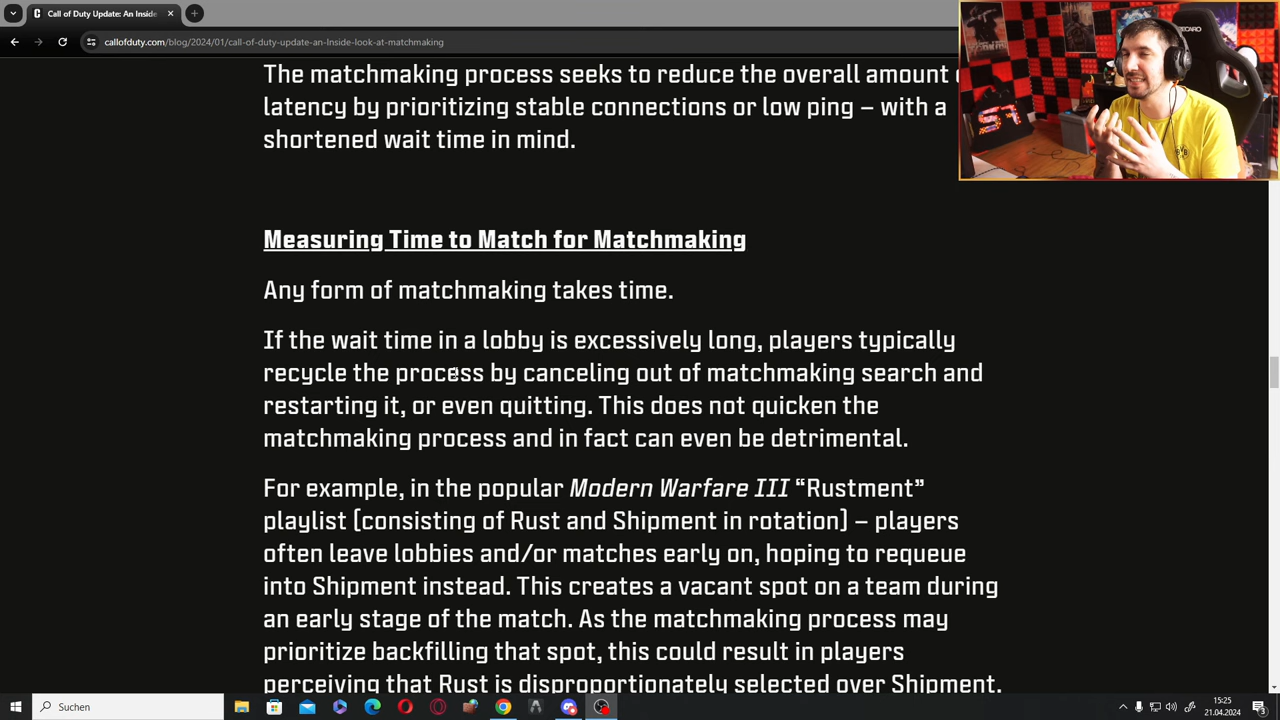 Call of Duty Update: An Inside
callofduty.com/blog/2024/01/call-of-duty-update-an-Inside-look-at-matchmaking
The matchmaking process seeks to reduce the overall amount
latency by prioritizing stable connections or low ping – with a
shortened wait time in mind.
Measuring Time to Match for Matchmaking
Any form of matchmaking takes time.
If the wait time in a lobby is excessively long, players typically
recycle the process by canceling out of matchmaking search and
restarting it, or even quitting. This does not quicken the
matchmaking process and in fact can even be detrimental.
For example, in the popular Modern Warfare III “Rustment”
playlist (consisting of Rust and Shipment in rotation) – players
often leave lobbies and/or matches early on, hoping to requeue
into Shipment instead. This creates a vacant spot on a team during
an early stage of the match. As the matchmaking process may
prioritize backfilling that spot, this could result in players
perceiving that Rust is disproportionately selected over Shipment.
Suchen
15:25
21.04.2024